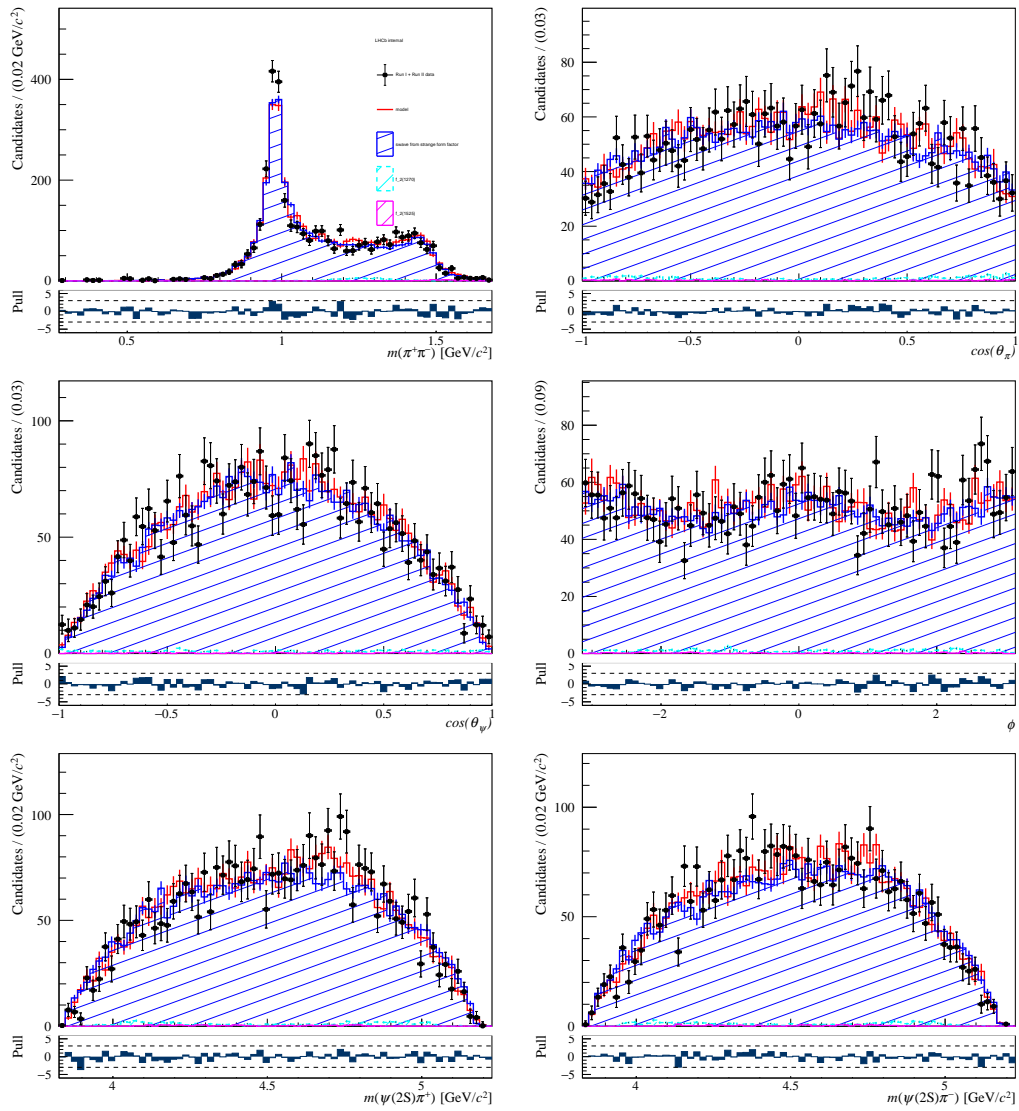 Candidates / (0.02 GeV/c²)
400
200
0
LHCb internal
Run I + Run II data
model
swave from strange form factor
f_2(1270)
f_2(1525)
Pull
5
0
−5
0.5 1 1.5
m(π⁺π⁻) [GeV/c²]
Candidates / (0.03)
80
60
40
20
0
Pull
5
0
−5
−1 −0.5 0 0.5 1
cos(θ_π)
Candidates / (0.03)
100
50
0
Pull
5
0
−5
−1 −0.5 0 0.5 1
cos(θ_ψ)
Candidates / (0.09)
80
60
40
20
0
Pull
5
0
−5
−2 0 2
ϕ
Candidates / (0.02 GeV/c²)
100
50
0
Pull
5
0
−5
4 4.5 5
m(ψ(2S)π⁺) [GeV/c²]
Candidates / (0.02 GeV/c²)
100
50
0
Pull
5
0
−5
4 4.5 5
m(ψ(2S)π⁻) [GeV/c²]